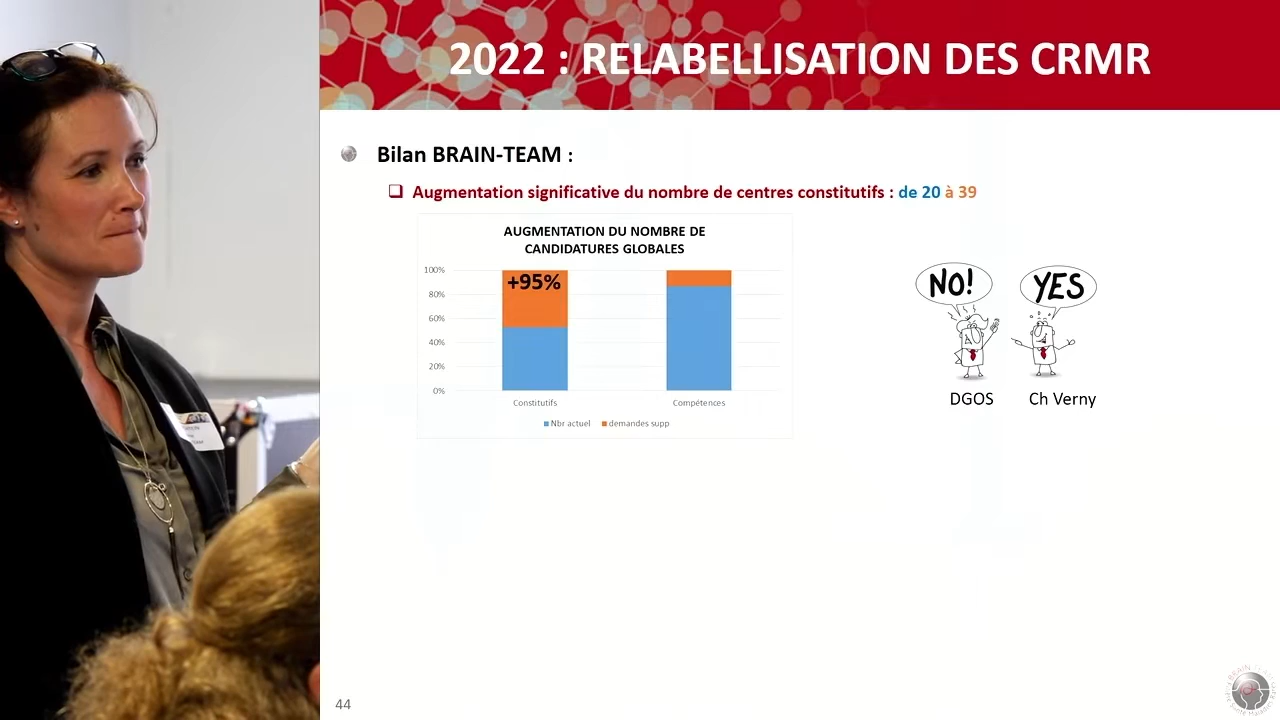 2022 : RELABELLISATION DES CRMR
Bilan BRAIN-TEAM :
Augmentation significative du nombre de centres constitutifs : de 20 à 39
AUGMENTATION DU NOMBRE DE
CANDIDATURES GLOBALES
100%
80%
60%
40%
20%
0%
+95%
Constitutifs
Compétences
Nbr actuel
demandes supp
NO!
YES
DGOS
Ch Verny
44